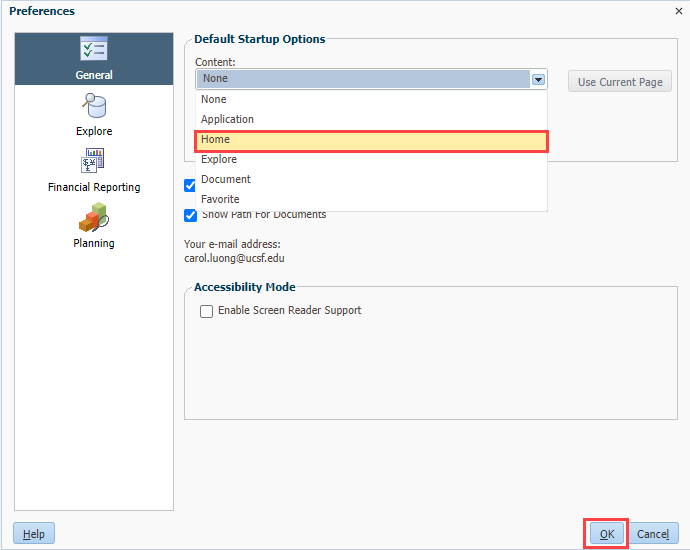 Preferences
General
Explore
Financial Reporting
Planning
Default Startup Options
Content:
None
Use Current Page
None
Application
Home
Explore
Document
Favorite
Show Path For Documents
Your e-mail address:
carol.luong@ucsf.edu
Accessibility Mode
Enable Screen Reader Support
Help
OK
Cancel